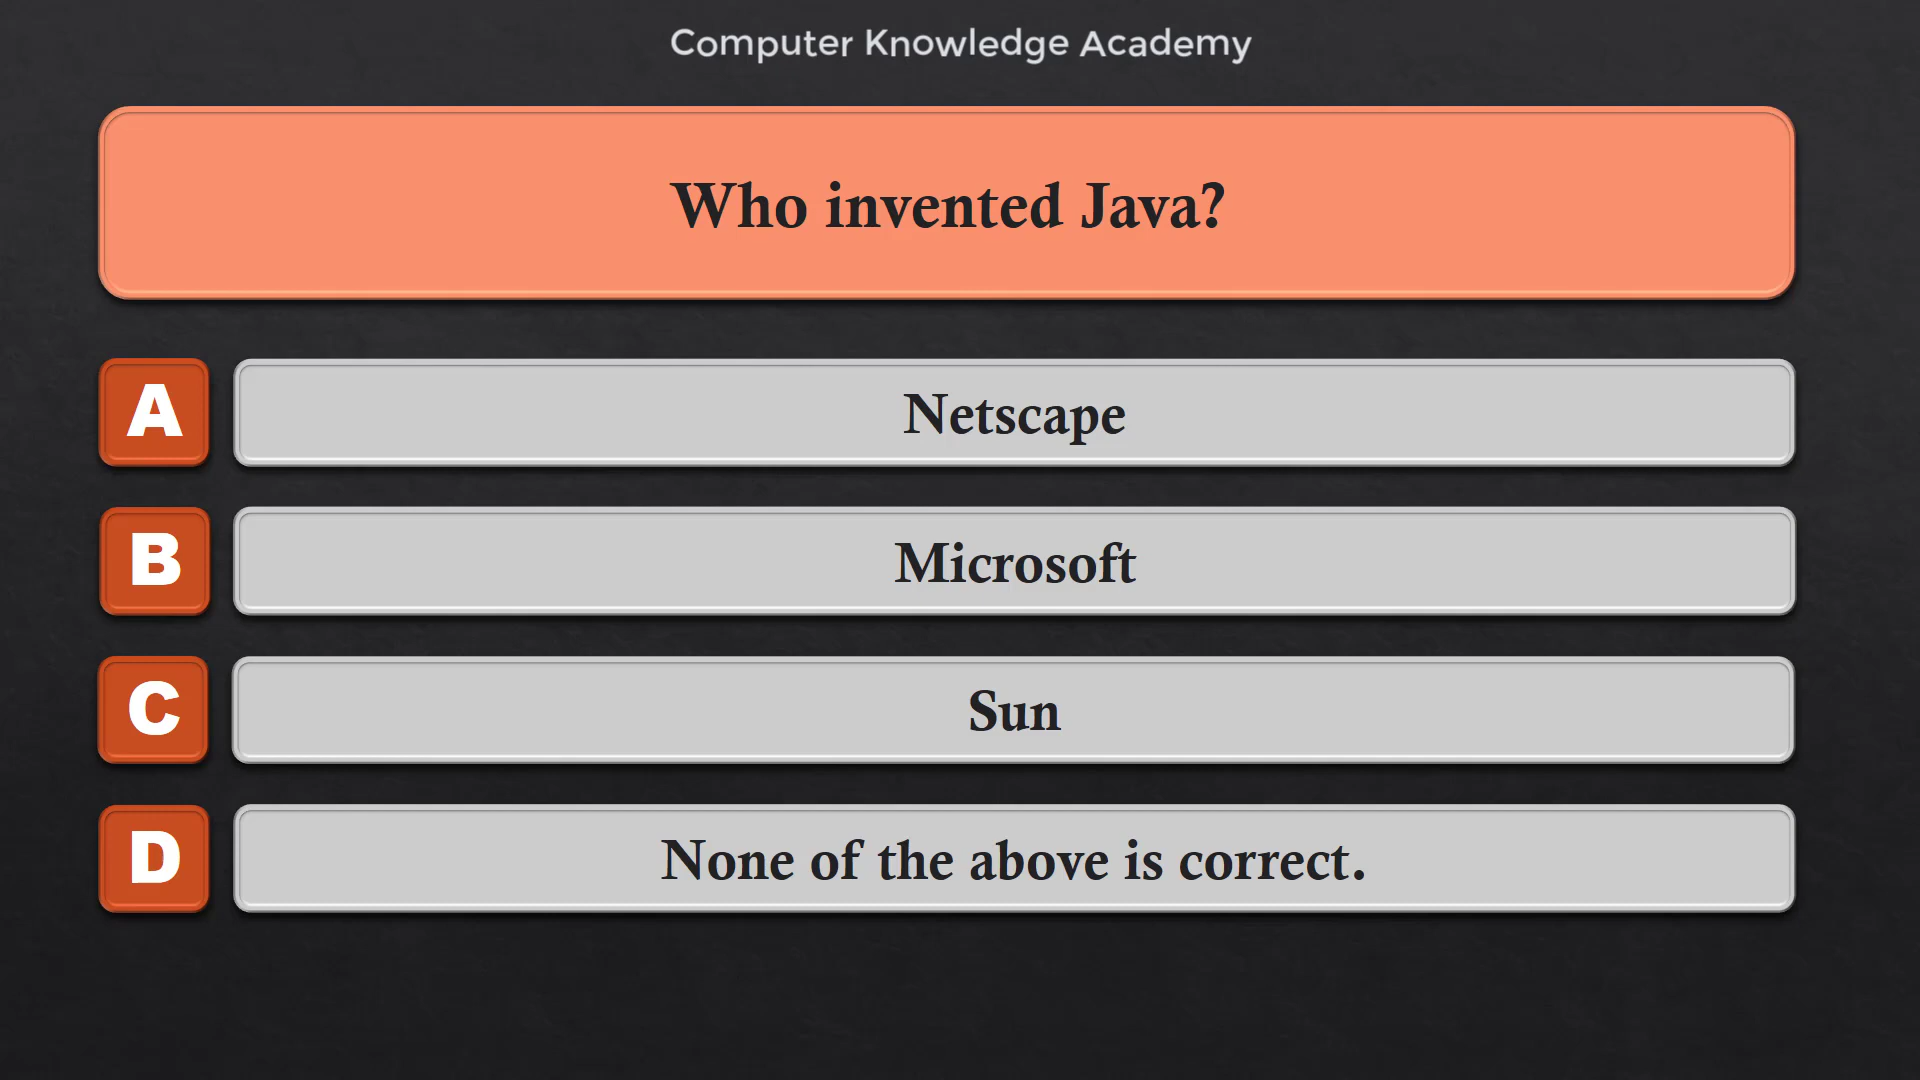 Computer Knowledge Academy
Who invented Java?
A Netscape
B Microsoft
C Sun
D None of the above is correct.